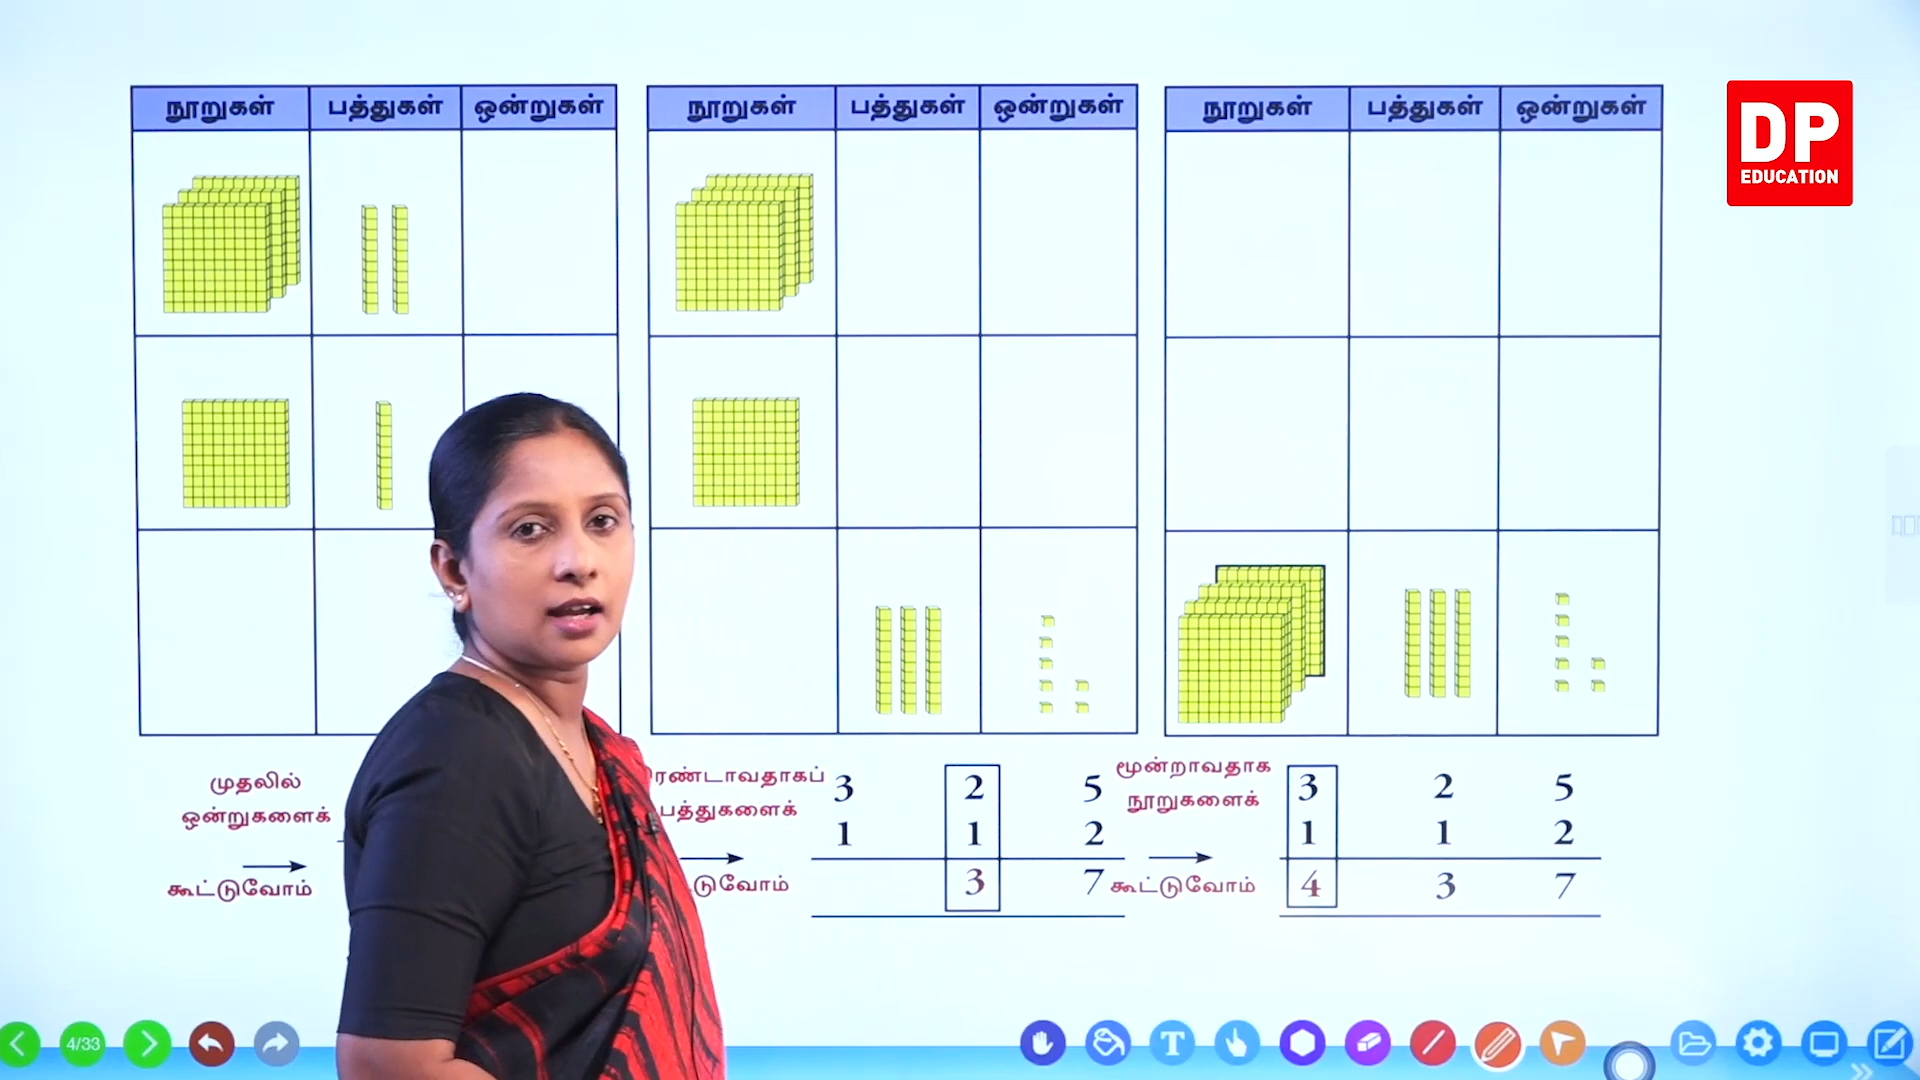 நூறுகள் பத்துகள் ஒன்றுகள்
நூறுகள் பத்துகள் ஒன்றுகள்
நூறுகள் பத்துகள் ஒன்றுகள்
DP
EDUCATION
முதலில்
ஒன்றுகளைக்
கூட்டுவோம்
பத்துகளைக்
3 2 5
1 1 2
3 7
மூன்றாவதாக
நூறுகளைக்
கூட்டுவோம்
3 2 5
1 1 2
4 3 7
4/33